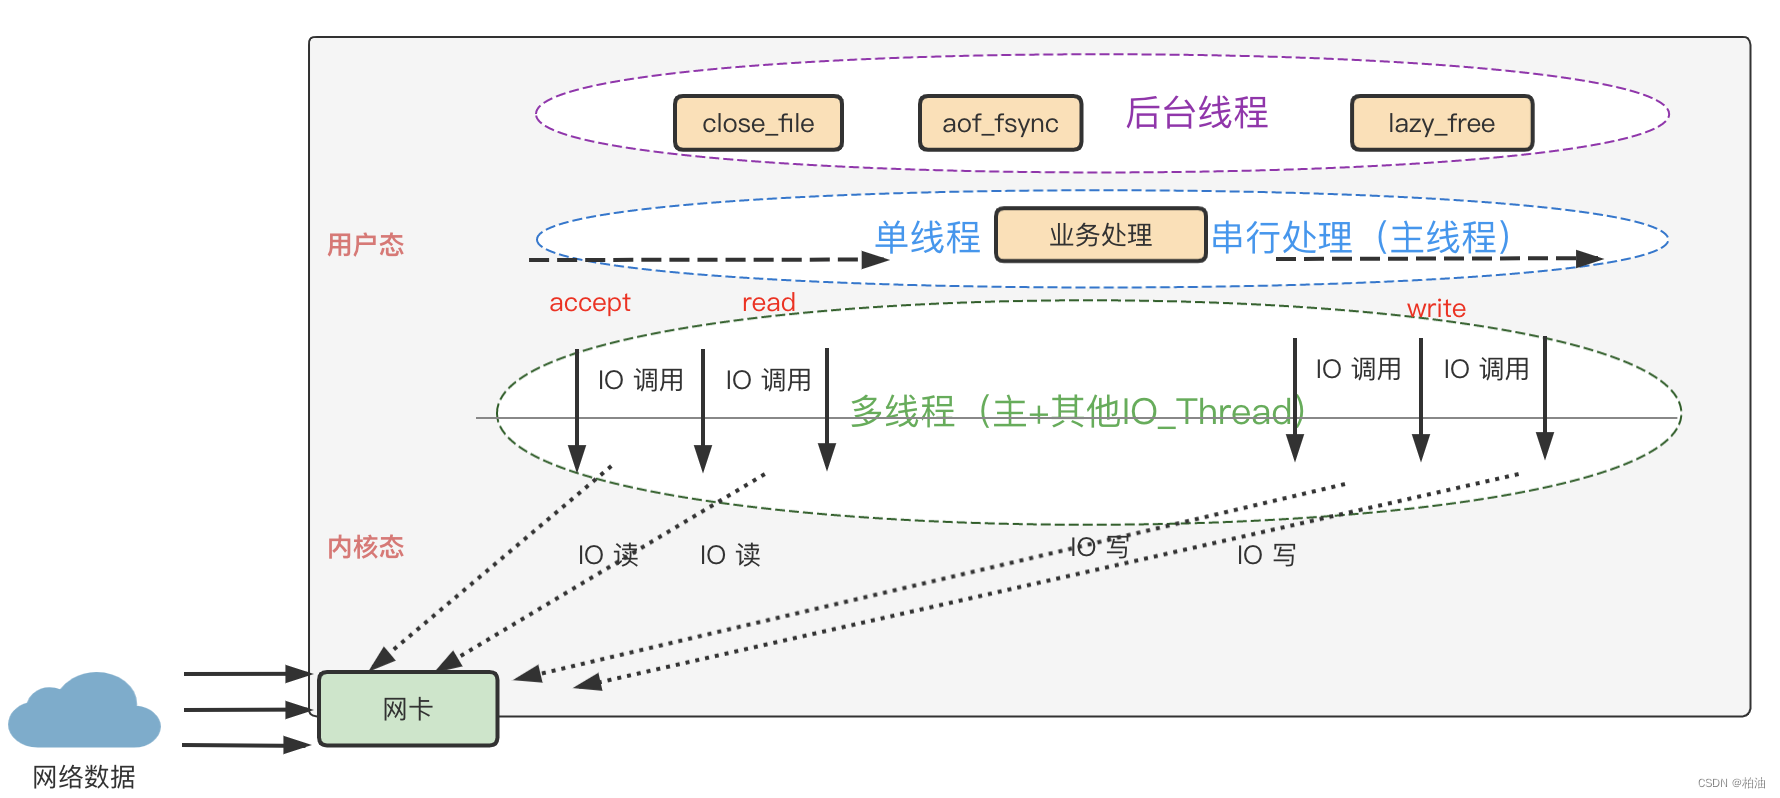 close_file
aof_fsync
后台线程
lazy_free
用户态
单线程
业务处理
串行处理（主线程）
accept
read
write
IO 调用
IO 调用
IO 调用
IO 调用
多线程（主+其他IO_Thread）
内核态
IO 读
IO 读
IO 写
IO 写
网卡
网络数据
CSDN @柏油